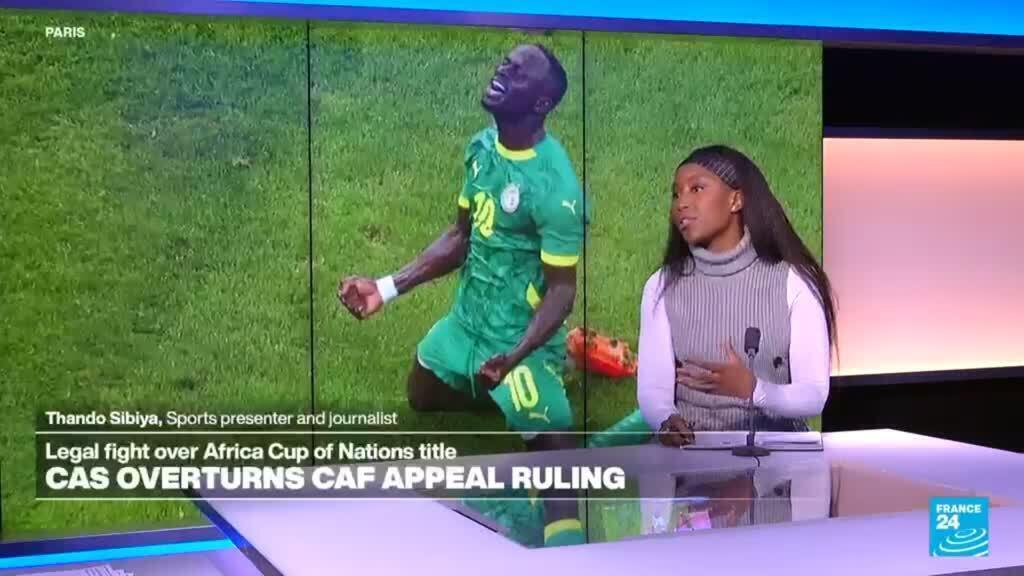 PARIS
10
10
Thando Sibiya, Sports presenter and journalist
Legal fight over Africa Cup of Nations title
CAS OVERTURNS CAF APPEAL RULING
FRANCE
24